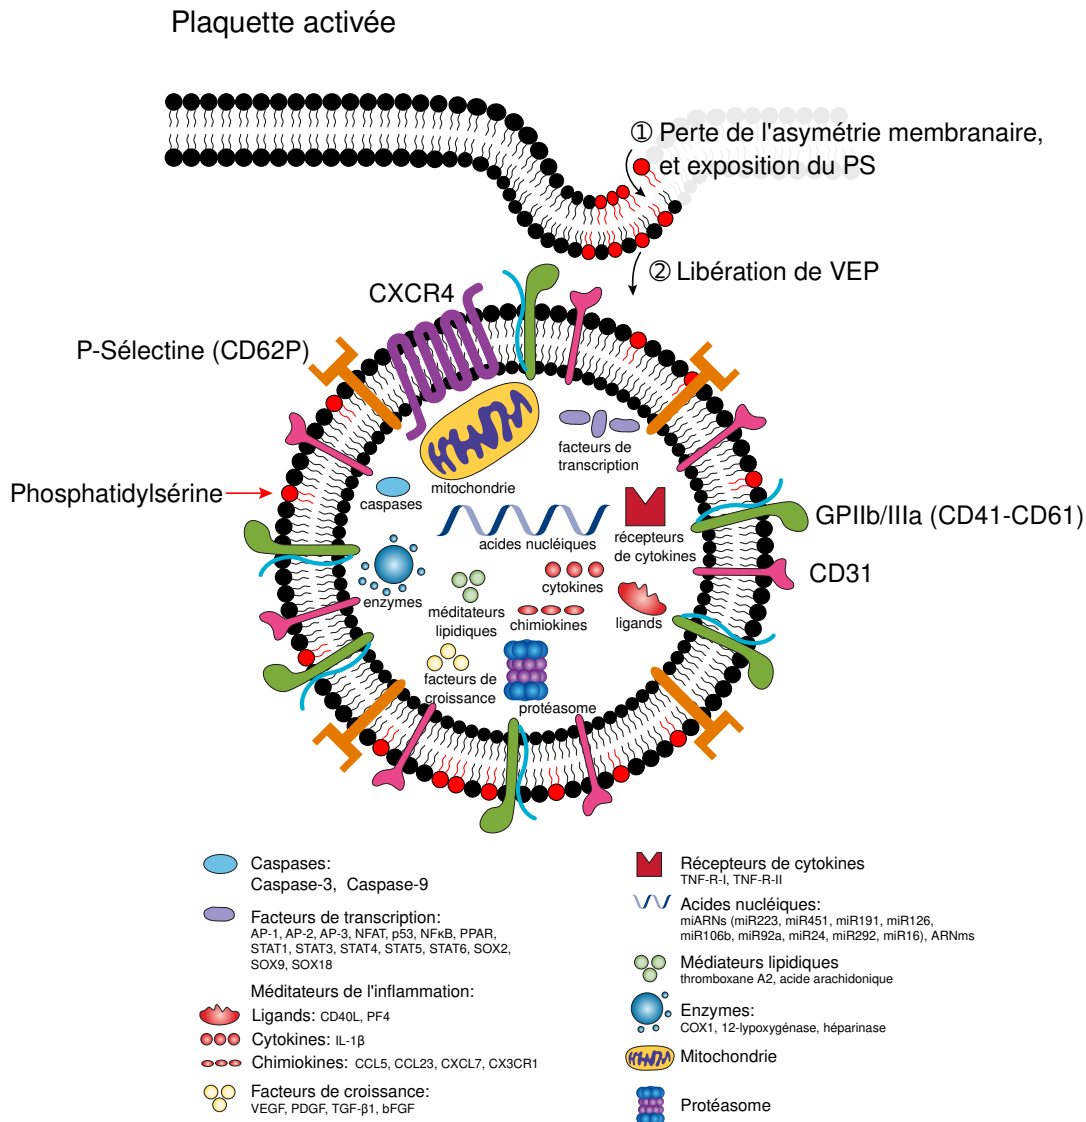 Plaquette activée
① Perte de l'asymétrie membranaire,
et exposition du PS
② Libération de VEP
CXCR4
P-Sélectine (CD62P)
facteurs de
transcription
mitochondrie
caspases
Phosphatidylsérine
GPIIb/IIIa (CD41-CD61)
acides nucléiques
récepteurs
de cytokines
CD31
cytokines
enzymes
méditateurs
lipidiques
chimiokines
ligands
facteurs de
croissance
protéasome
Caspases:
Caspase-3, Caspase-9
Facteurs de transcription:
AP-1, AP-2, AP-3, NFAT, p53, NFκB, PPAR,
STAT1, STAT3, STAT4, STAT5, STAT6, SOX2,
SOX9, SOX18
Méditateurs de l'inflammation:
Ligands: CD40L, PF4
Cytokines: IL-1β
Chimiokines: CCL5, CCL23, CXCL7, CX3CR1
Facteurs de croissance:
VEGF, PDGF, TGF-β1, bFGF
Récepteurs de cytokines
TNF-R-I, TNF-R-II
Acides nucléiques:
miARNs (miR223, miR451, miR191, miR126,
miR106b, miR92a, miR24, miR292, miR16), ARNms
Médiateurs lipidiques
thromboxane A2, acide arachidonique
Enzymes:
COX1, 12-lypoxygénase, héparinase
Mitochondrie
Protéasome